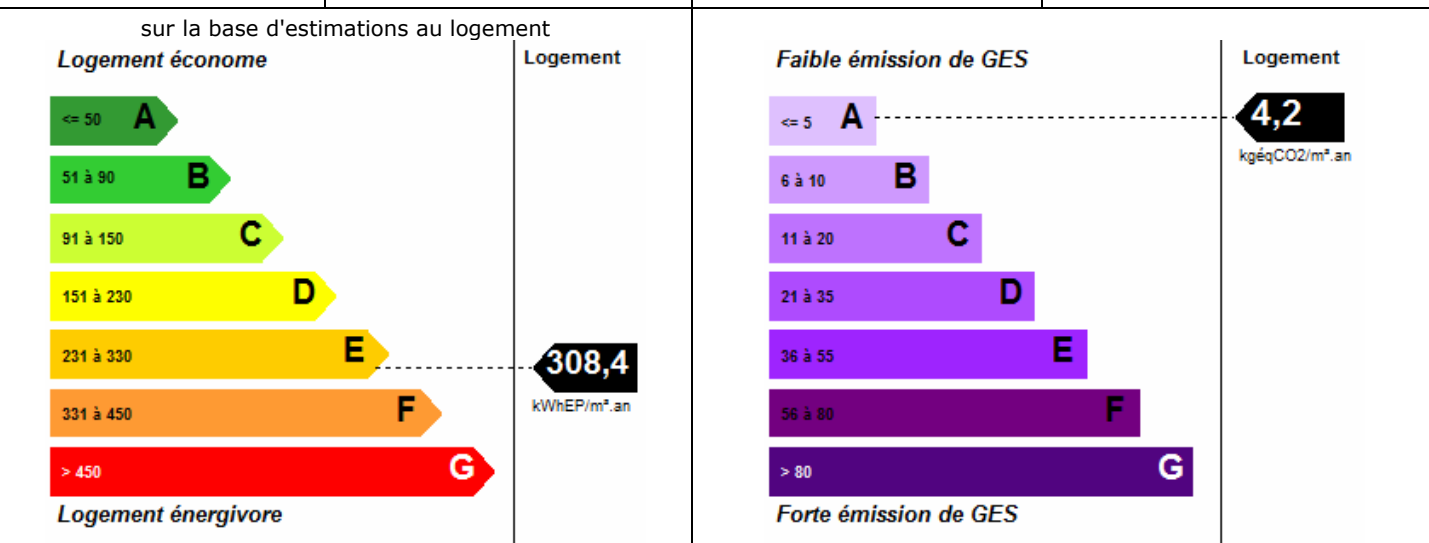 sur la base d'estimations au logement
Logement économe
Logement
<= 50 A
51 à 90 B
91 à 150 C
151 à 230 D
231 à 330 E
308,4
kWhEP/m².an
331 à 450 F
> 450 G
Logement énergivore
Faible émission de GES
Logement
<= 5 A
4,2
kgéqCO2/m².an
6 à 10 B
11 à 20 C
21 à 35 D
36 à 55 E
56 à 80 F
> 80 G
Forte émission de GES